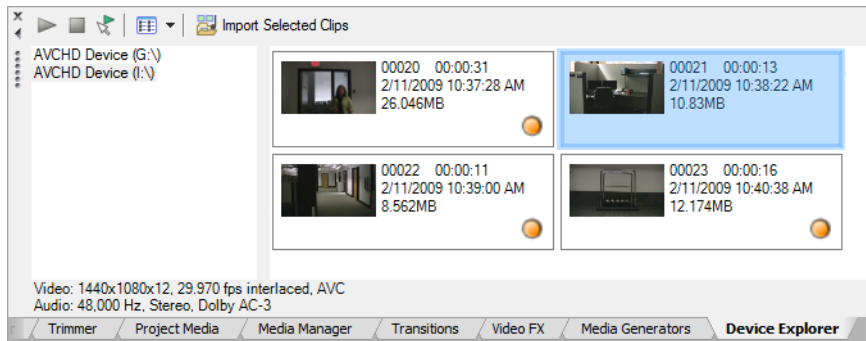 Import Selected Clips
AVCHD Device (G:\)
AVCHD Device (I:\)
00020 00:00:31
2/11/2009 10:37:28 AM
26.046MB
00021 00:00:13
2/11/2009 10:38:22 AM
10.83MB
00022 00:00:11
2/11/2009 10:39:00 AM
8.562MB
00023 00:00:16
2/11/2009 10:40:38 AM
12.174MB
Video: 1440x1080x12, 29.970 fps interlaced, AVC
Audio: 48,000 Hz, Stereo, Dolby AC-3
Trimmer Project Media Media Manager Transitions Video FX Media Generators Device Explorer